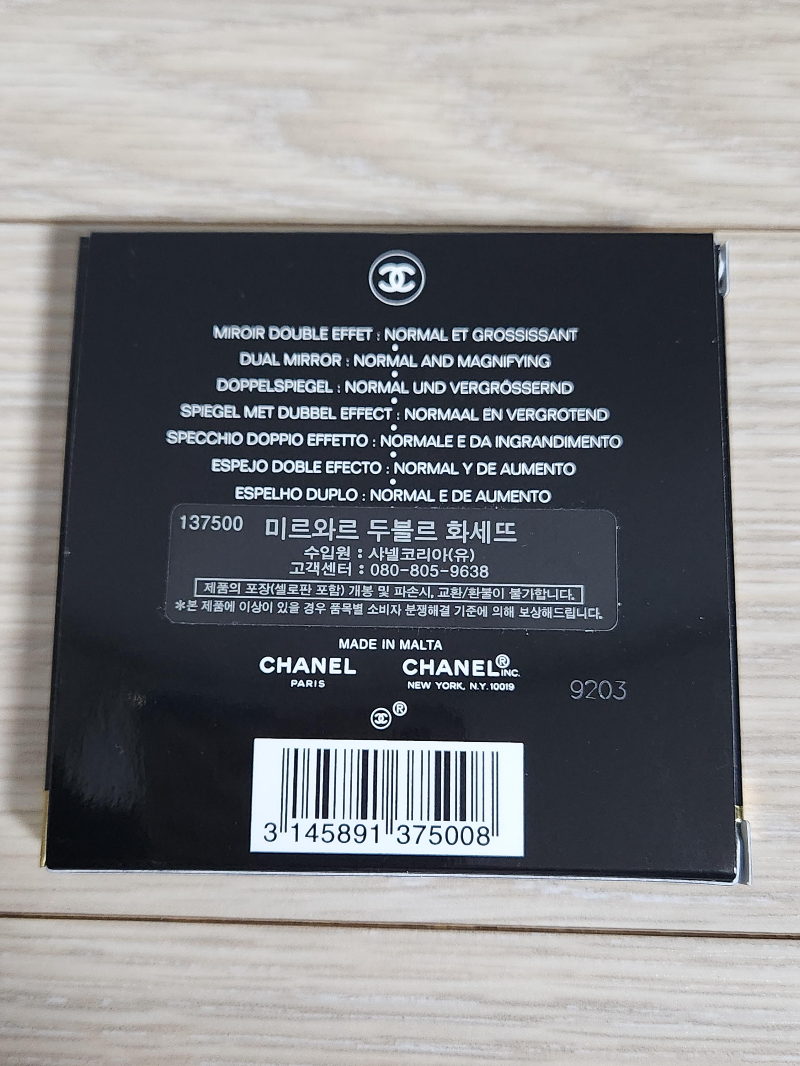 MIROIR DOUBLE EFFET : NORMAL ET GROSSISSANT
DUAL MIRROR : NORMAL AND MAGNIFYING
DOPPELSPIEGEL : NORMAL UND VERGRÖSSERND
SPIEGEL MET DUBBEL EFFECT : NORMAAL EN VERGROTEND
SPECCHIO DOPPIO EFFETTO : NORMALE E DA INGRANDIMENTO
ESPEJO DOBLE EFECTO : NORMAL Y DE AUMENTO
ESPELHO DUPLO : NORMAL E DE AUMENTO
137500 미르와르 두블르 화세뜨
수입원 : 샤넬코리아(유)
고객센터 : 080-805-9638
제품의 포장(셀로판 포함) 개봉 및 파손시, 교환/환불이 불가합니다.
*본 제품에 이상이 있을 경우 품목별 소비자 분쟁해결 기준에 의해 보상해드립니다.
MADE IN MALTA
CHANEL CHANEL® INC.
PARIS NEW YORK, N.Y. 10019
9203
®
3 145891 375008